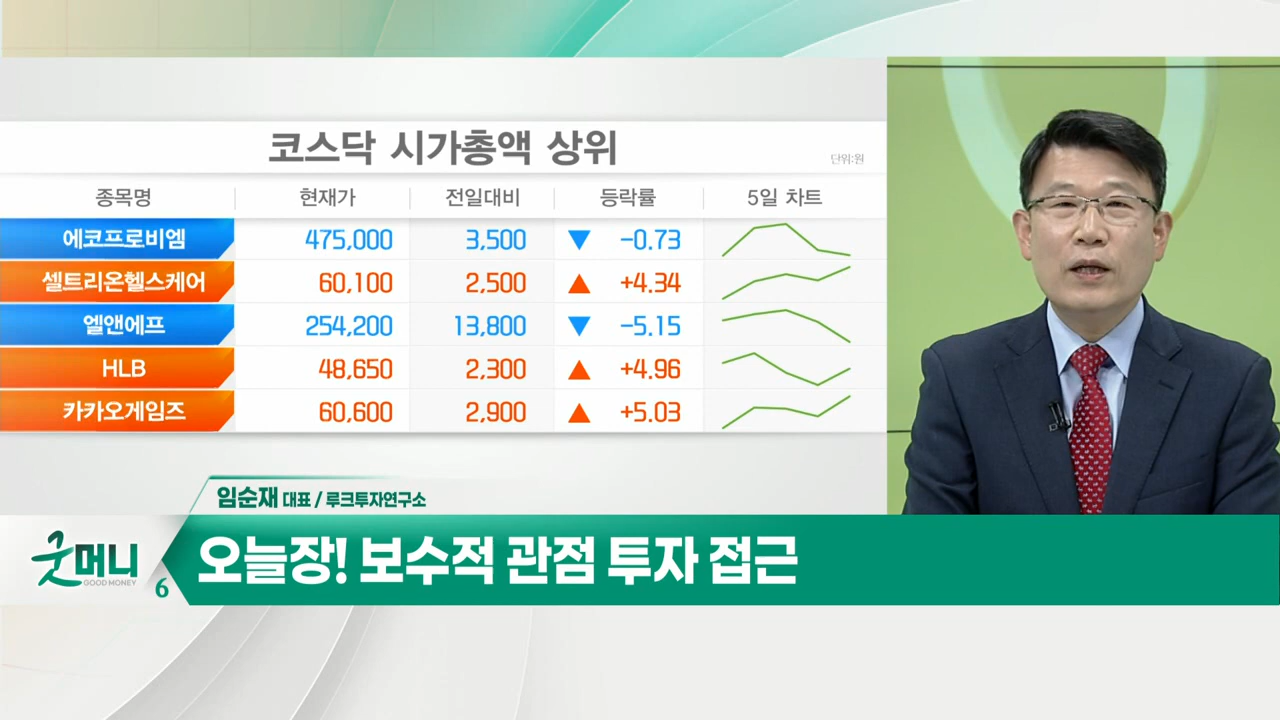 코스닥 시가총액 상위
단위:원
종목명 현재가 전일대비 등락률 5일 차트
에코프로비엠 475,000 3,500 ▼ -0.73
셀트리온헬스케어 60,100 2,500 ▲ +4.34
엘앤에프 254,200 13,800 ▼ -5.15
HLB 48,650 2,300 ▲ +4.96
카카오게임즈 60,600 2,900 ▲ +5.03
임순재 대표 / 루크투자연구소
오늘장! 보수적 관점 투자 접근
굿머니
GOOD MONEY
6